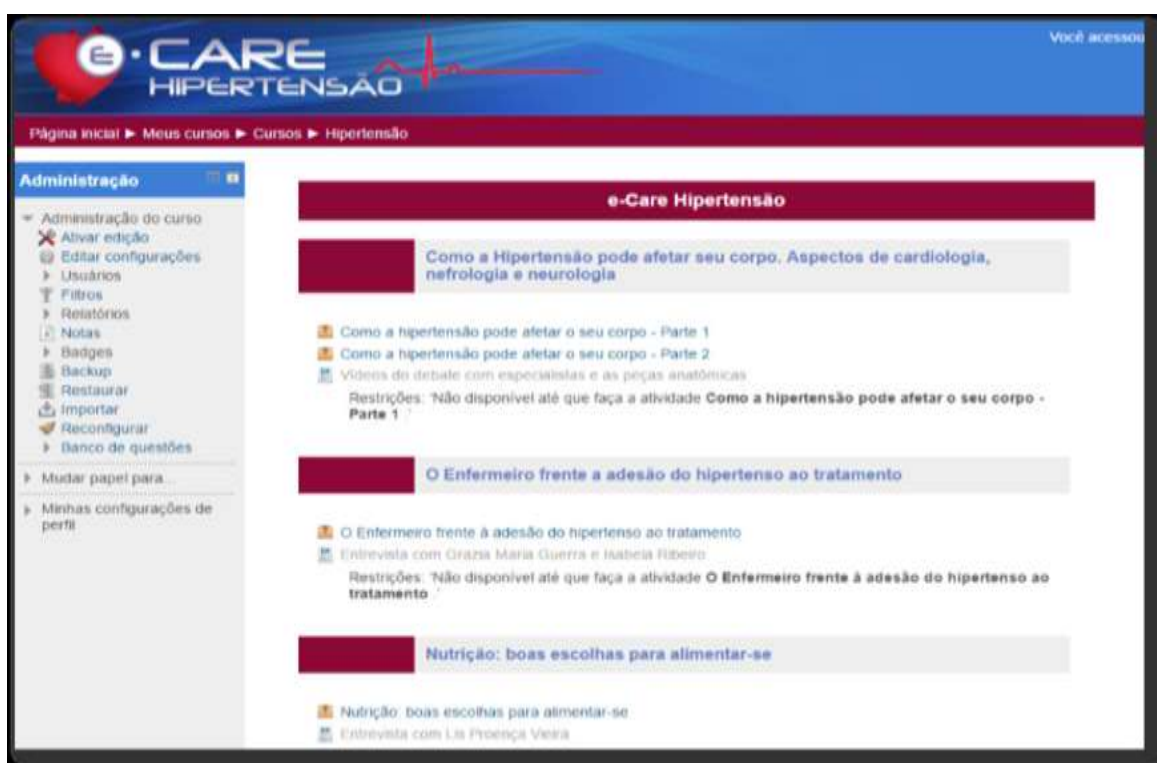 E·CARE
HIPERTENSÃO
Você acessou
Página inicial ► Meus cursos ► Cursos ► Hipertensão
Administração
Administração do curso
Ativar edição
Editar configurações
Usuários
Filtros
Relatórios
Notas
Badges
Backup
Restaurar
Importar
Reconfigurar
Banco de questões
Mudar papel para...
Minhas configurações de
perfil
e-Care Hipertensão
Como a Hipertensão pode afetar seu corpo. Aspectos de cardiologia,
nefrologia e neurologia
Como a hipertensão pode afetar o seu corpo - Parte 1
Como a hipertensão pode afetar o seu corpo - Parte 2
Vídeos do debate com especialistas e as peças anatômicas
Restrições: 'Não disponível até que faça a atividade Como a hipertensão pode afetar o seu corpo -
Parte 1 .'
O Enfermeiro frente a adesão do hipertenso ao tratamento
O Enfermeiro frente à adesão do hipertenso ao tratamento
Entrevista com Grazia Maria Guerra e Isabela Ribeiro
Restrições: 'Não disponível até que faça a atividade O Enfermeiro frente à adesão do hipertenso ao
tratamento .'
Nutrição: boas escolhas para alimentar-se
Nutrição: boas escolhas para alimentar-se
Entrevista com Lis Proença Vieira